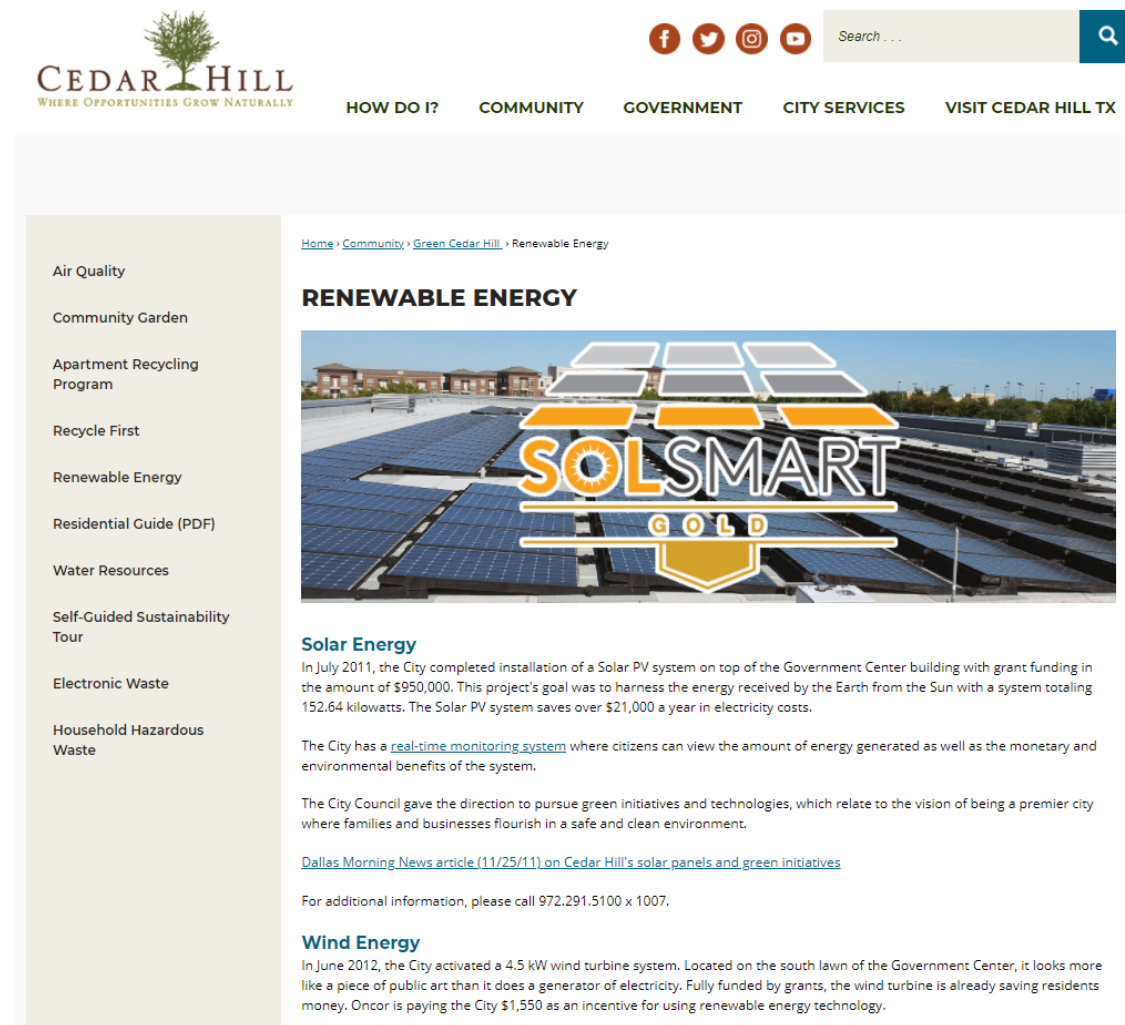 CEDAR HILL
WHERE OPPORTUNITIES GROW NATURALLY
Search . . .
HOW DO I?
COMMUNITY
GOVERNMENT
CITY SERVICES
VISIT CEDAR HILL TX
Air Quality
Community Garden
Apartment Recycling
Program
Recycle First
Renewable Energy
Residential Guide (PDF)
Water Resources
Self-Guided Sustainability
Tour
Electronic Waste
Household Hazardous
Waste
Home › Community › Green Cedar Hill › Renewable Energy
RENEWABLE ENERGY
SOLSMART
GOLD
Solar Energy
In July 2011, the City completed installation of a Solar PV system on top of the Government Center building with grant funding in
the amount of $950,000. This project's goal was to harness the energy received by the Earth from the Sun with a system totaling
152.64 kilowatts. The Solar PV system saves over $21,000 a year in electricity costs.
The City has a real-time monitoring system where citizens can view the amount of energy generated as well as the monetary and
environmental benefits of the system.
The City Council gave the direction to pursue green initiatives and technologies, which relate to the vision of being a premier city
where families and businesses flourish in a safe and clean environment.
Dallas Morning News article (11/25/11) on Cedar Hill's solar panels and green initiatives
For additional information, please call 972.291.5100 x 1007.
Wind Energy
In June 2012, the City activated a 4.5 kW wind turbine system. Located on the south lawn of the Government Center, it looks more
like a piece of public art than it does a generator of electricity. Fully funded by grants, the wind turbine is already saving residents
money. Oncor is paying the City $1,550 as an incentive for using renewable energy technology.